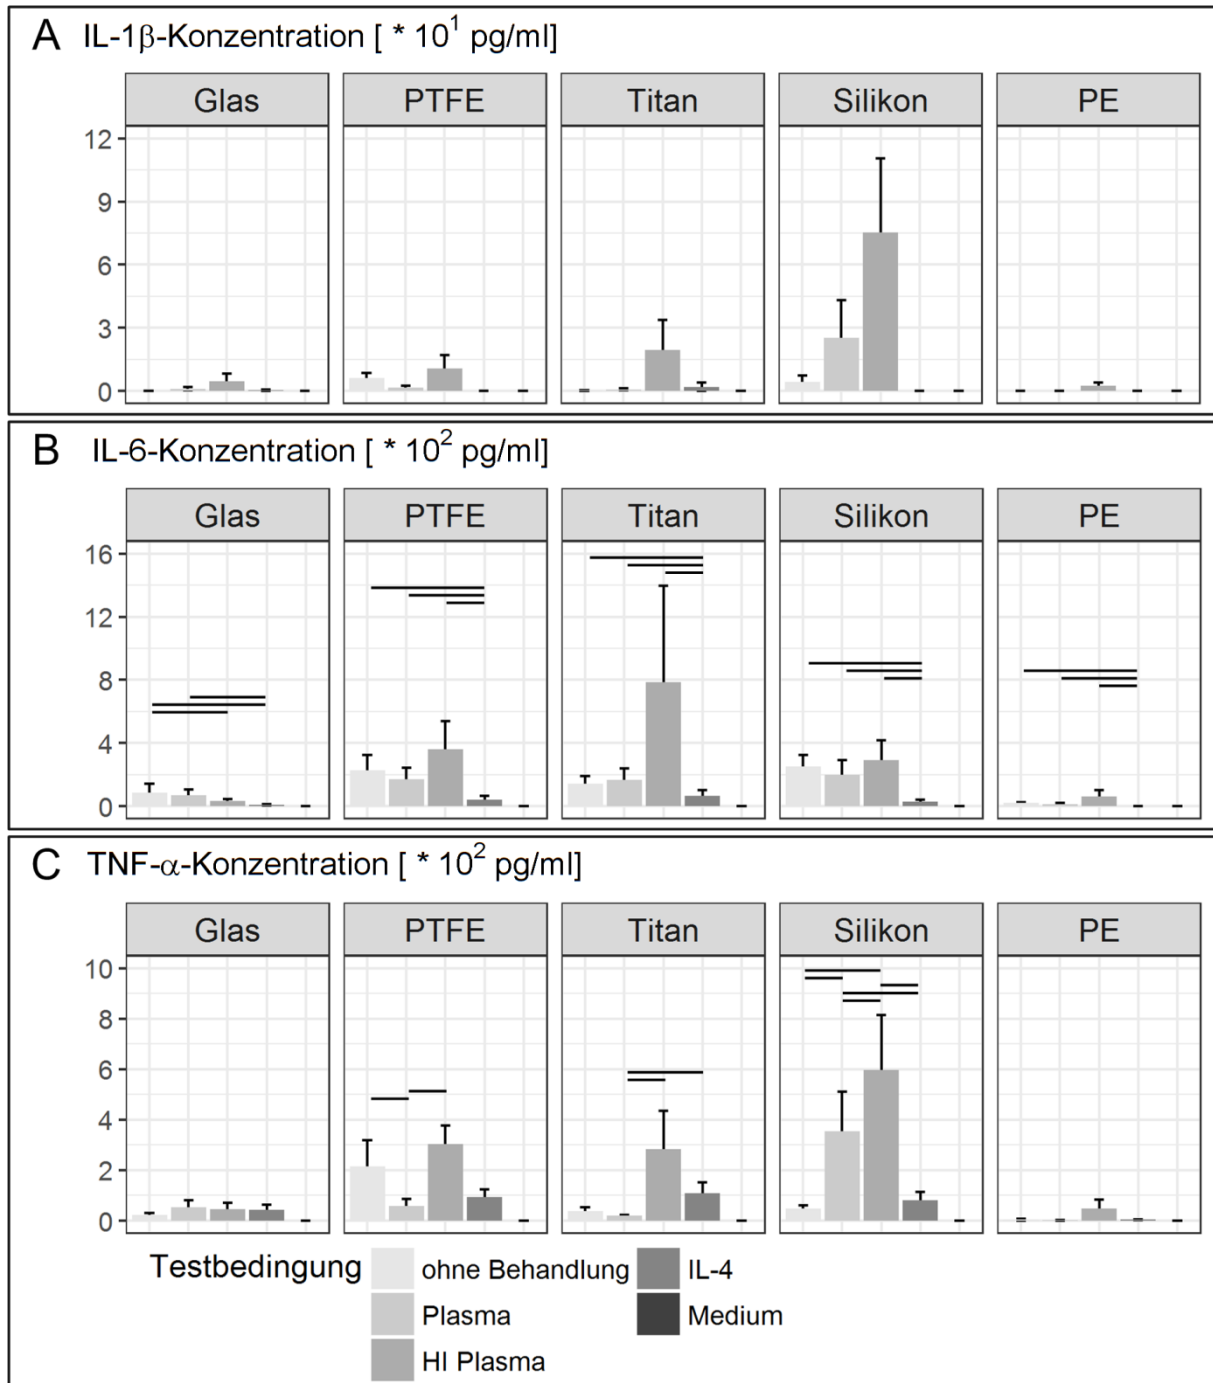 A IL-1β-Konzentration [ * 10¹ pg/ml]
Glas PTFE Titan Silikon PE
12
9
6
3
0
B IL-6-Konzentration [ * 10² pg/ml]
Glas PTFE Titan Silikon PE
16
12
8
4
0
C TNF-α-Konzentration [ * 10² pg/ml]
Glas PTFE Titan Silikon PE
10
8
6
4
2
0
Testbedingung ohne Behandlung IL-4
Plasma Medium
HI Plasma